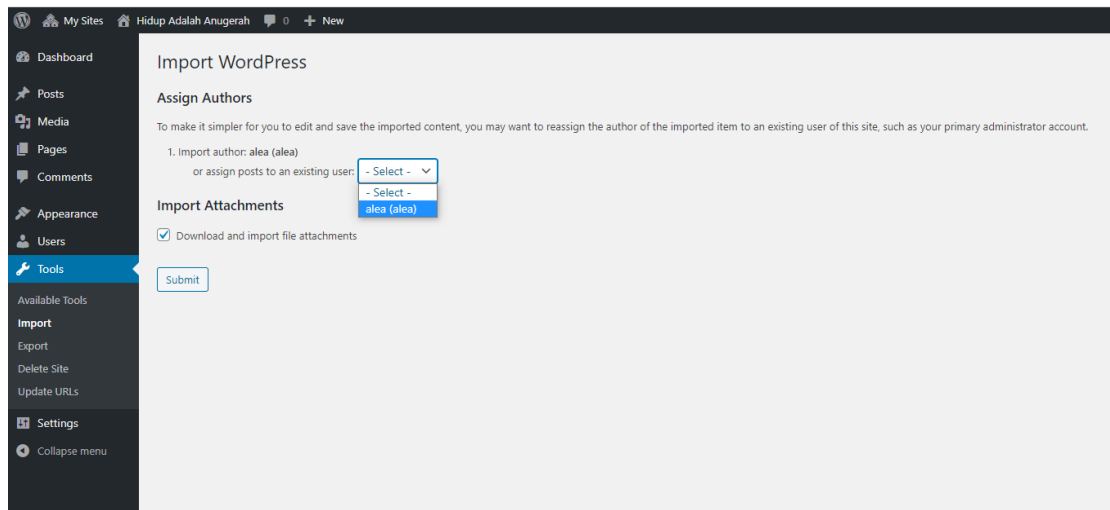 My Sites Hidup Adalah Anugerah 0 + New
Dashboard
Posts
Media
Pages
Comments
Appearance
Users
Tools
Available Tools
Import
Export
Delete Site
Update URLs
Settings
Collapse menu
Import WordPress
Assign Authors
To make it simpler for you to edit and save the imported content, you may want to reassign the author of the imported item to an existing user of this site, such as your primary administrator account.
1. Import author: alea (alea)
or assign posts to an existing user: - Select -
- Select -
alea (alea)
Import Attachments
Download and import file attachments
Submit